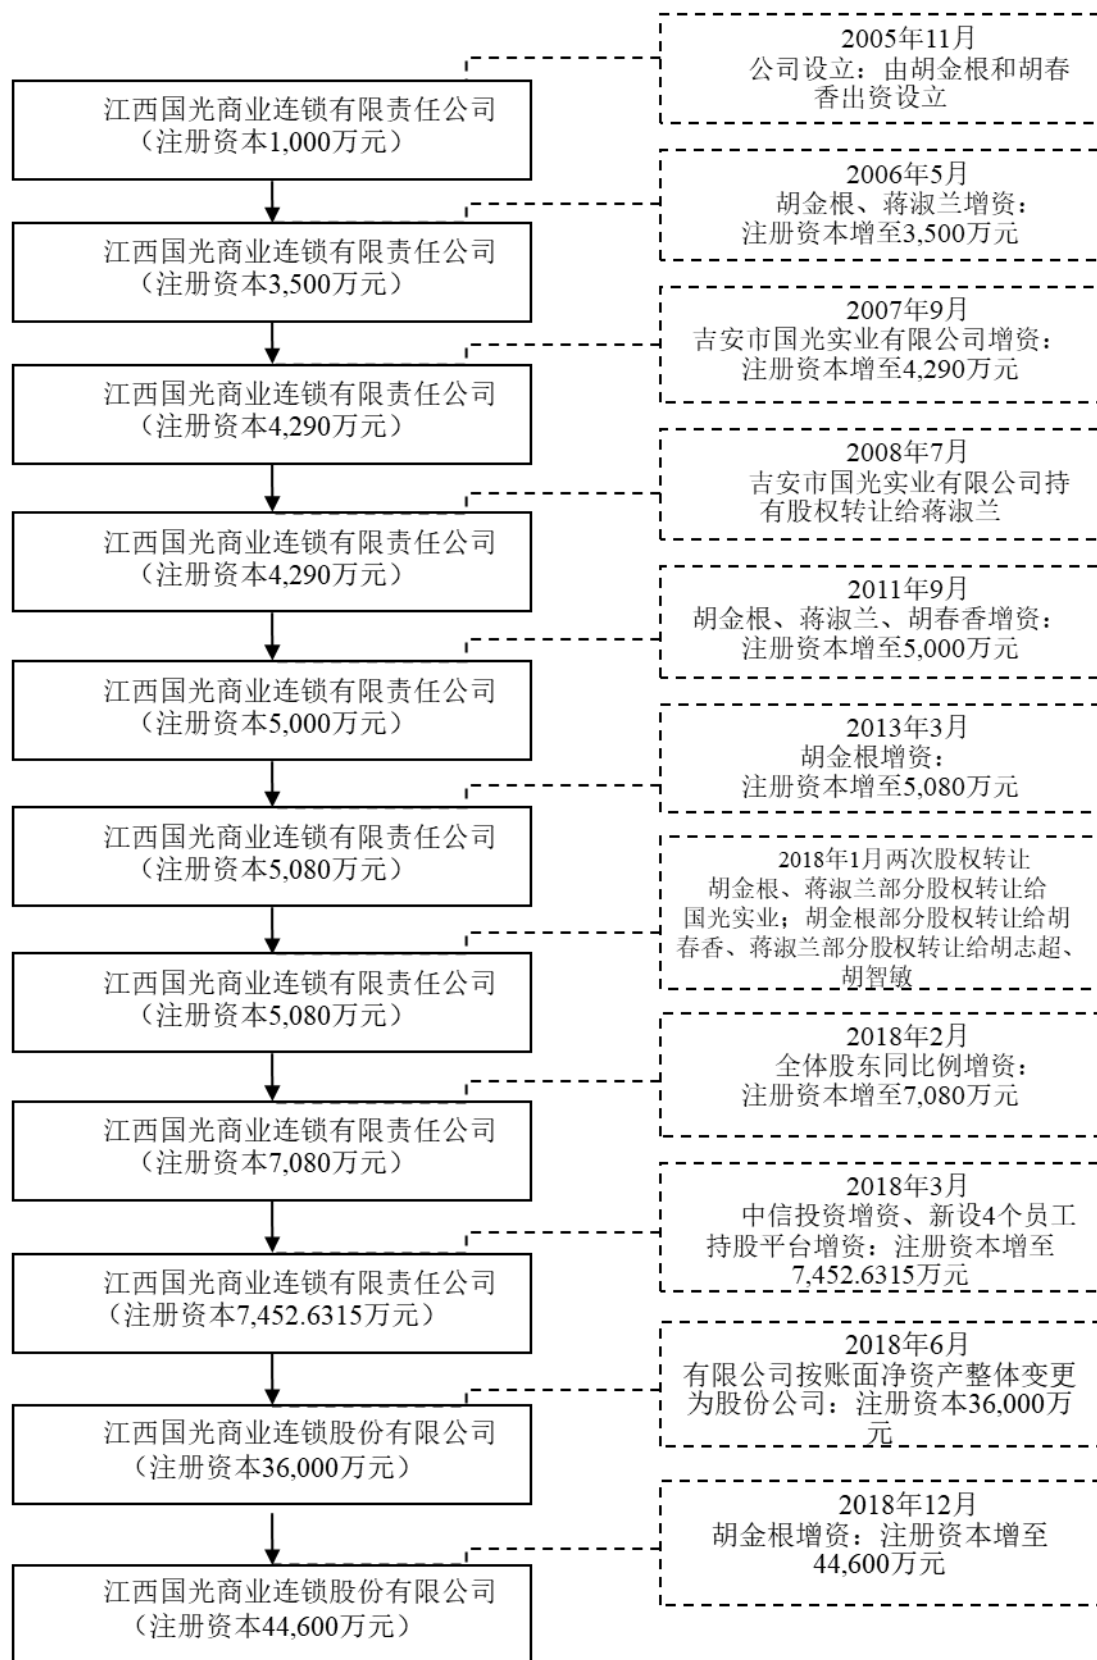 2005年11月
公司设立：由胡金根和胡春
香出资设立
江西国光商业连锁有限责任公司
（注册资本1,000万元）
2006年5月
胡金根、蒋淑兰增资：
注册资本增至3,500万元
江西国光商业连锁有限责任公司
（注册资本3,500万元）
2007年9月
吉安市国光实业有限公司增资：
注册资本增至4,290万元
江西国光商业连锁有限责任公司
（注册资本4,290万元）
2008年7月
吉安市国光实业有限公司持
有股权转让给蒋淑兰
江西国光商业连锁有限责任公司
（注册资本4,290万元）
2011年9月
胡金根、蒋淑兰、胡春香增资：
注册资本增至5,000万元
江西国光商业连锁有限责任公司
（注册资本5,000万元）
2013年3月
胡金根增资：
注册资本增至5,080万元
江西国光商业连锁有限责任公司
（注册资本5,080万元）
2018年1月两次股权转让
胡金根、蒋淑兰部分股权转让给
国光实业；胡金根部分股权转让给胡
春香、蒋淑兰部分股权转让给胡志超、
胡智敏
江西国光商业连锁有限责任公司
（注册资本5,080万元）
2018年2月
全体股东同比例增资：
注册资本增至7,080万元
江西国光商业连锁有限责任公司
（注册资本7,080万元）
2018年3月
中信投资增资、新设4个员工
持股平台增资：注册资本增至
7,452.6315万元
江西国光商业连锁有限责任公司
（注册资本7,452.6315万元）
2018年6月
有限公司按账面净资产整体变更
为股份公司：注册资本36,000万
元
江西国光商业连锁股份有限公司
（注册资本36,000万元）
2018年12月
胡金根增资：注册资本增至
44,600万元
江西国光商业连锁股份有限公司
（注册资本44,600万元）